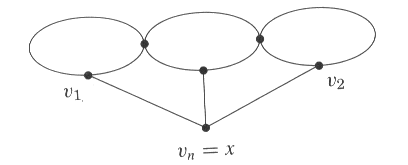 v₁.
v₂
vₙ = x